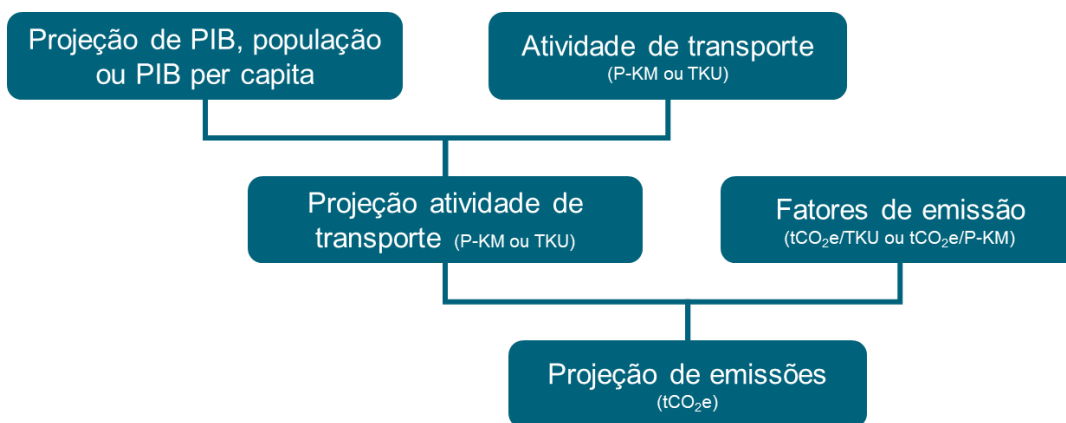 Projeção de PIB, população
ou PIB per capita
Atividade de transporte
(P-KM ou TKU)
Projeção atividade de
transporte (P-KM ou TKU)
Fatores de emissão
(tCO₂e/TKU ou tCO₂e/P-KM)
Projeção de emissões
(tCO₂e)